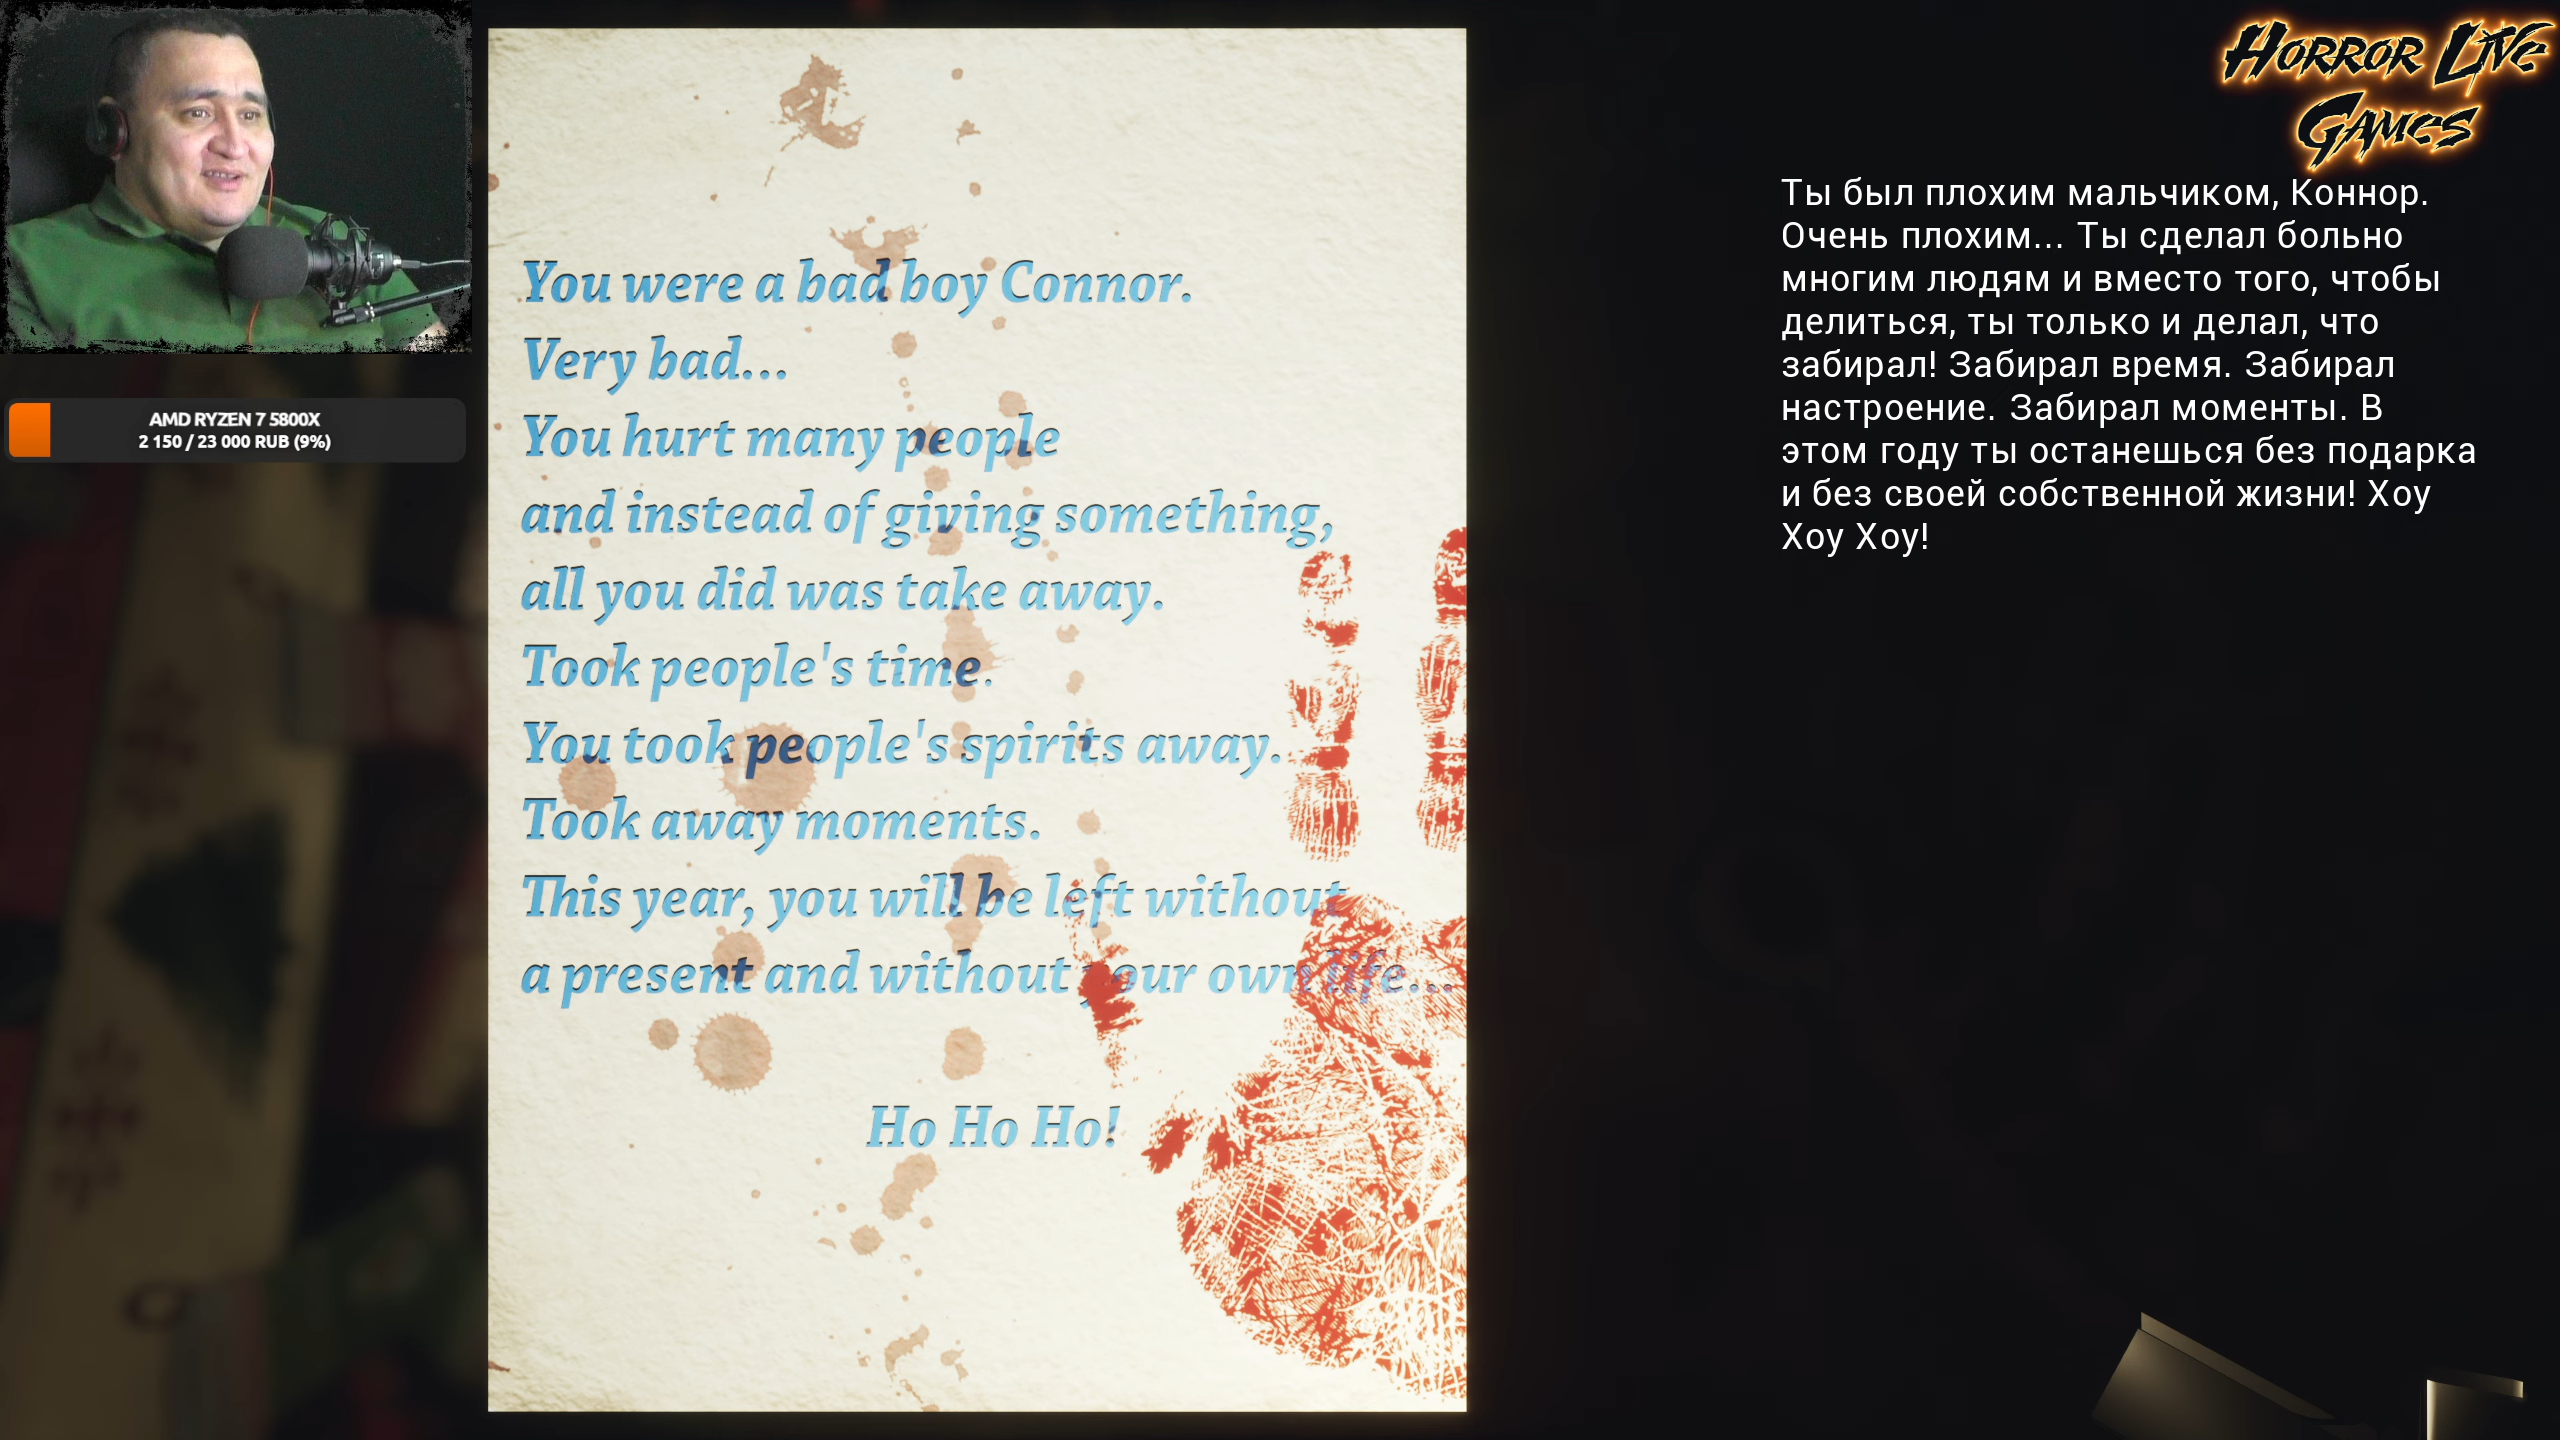 HORROR LIVE
GAMES
AMD RYZEN 7 5800X
2 150 / 23 000 RUB (9%)
You were a bad boy Connor.
Very bad...
You hurt many people
and instead of giving something,
all you did was take away.
Took people's time.
You took people's spirits away.
Took away moments.
This year, you will be left without
a present and without your own life...
Ho Ho Ho!
Ты был плохим мальчиком, Коннор.
Очень плохим... Ты сделал больно
многим людям и вместо того, чтобы
делиться, ты только и делал, что
забирал! Забирал время. Забирал
настроение. Забирал моменты. В
этом году ты останешься без подарка
и без своей собственной жизни! Хоу
Хоу Хоу!